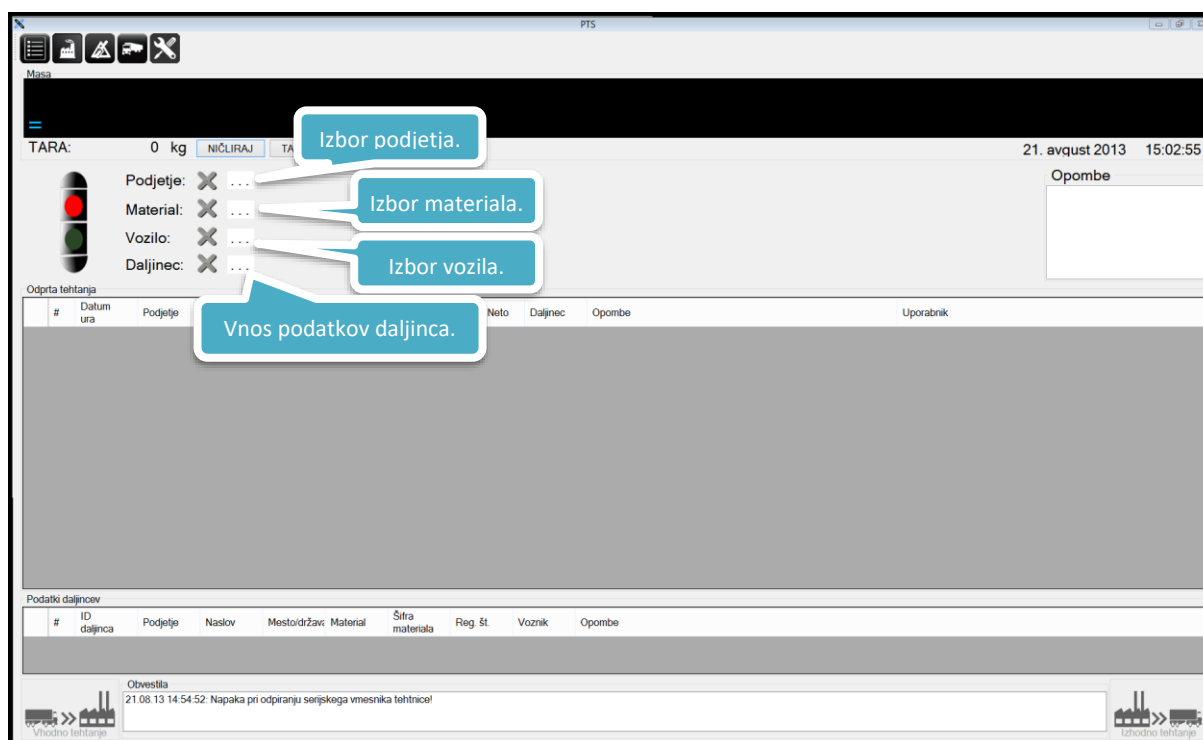 PTS
Masa
=
TARA: 0 kg NIČLIRAJ TA
21. avgust 2013 15:02:55
Izbor podjetja.
Podjetje: ...
Opombe
Material: ...
Izbor materiala.
Vozilo: ...
Izbor vozila.
Daljinec: ...
Vnos podatkov daljinca.
Odprta tehtanja
# Datum ura Podjetje Neto Daljinec Opombe Uporabnik
Podatki daljincev
# ID daljinca Podjetje Naslov Mesto/držav Material Šifra materiala Reg. št. Voznik Opombe
Obvestila
21.08.13 14:54:52: Napaka pri odpiranju serijskega vmesnika tehtnice!
Vhodno tehtanje
Izhodno tehtanje